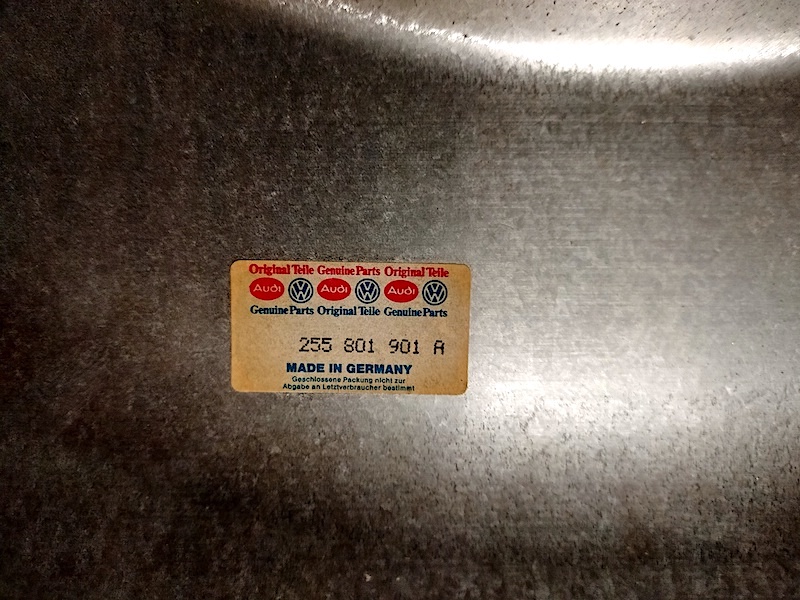 Original Teile Genuine Parts Original Teile
Audi VW Audi VW Audi VW
Genuine Parts Original Teile Genuine Parts
255 801 901 A
MADE IN GERMANY
Geschlossene Packung nicht zur
Abgabe an Letztverbraucher bestimmt